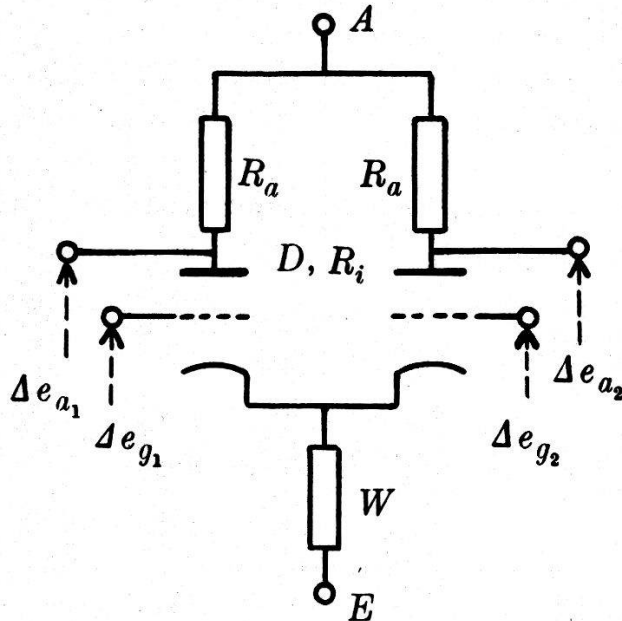 A
R_a R_a
D, R_i
Δe_{a_1} Δe_{a_2}
Δe_{g_1} Δe_{g_2}
W
E